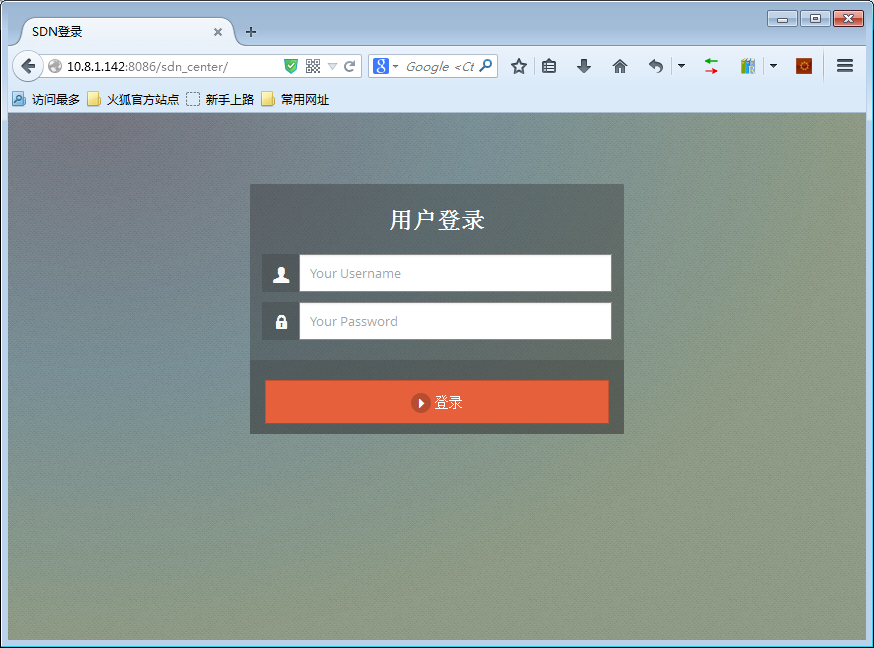 SDN登录
10.8.1.142:8086/sdn_center/
Google <Ct
访问最多 火狐官方站点 新手上路 常用网址
用户登录
Your Username
Your Password
登录